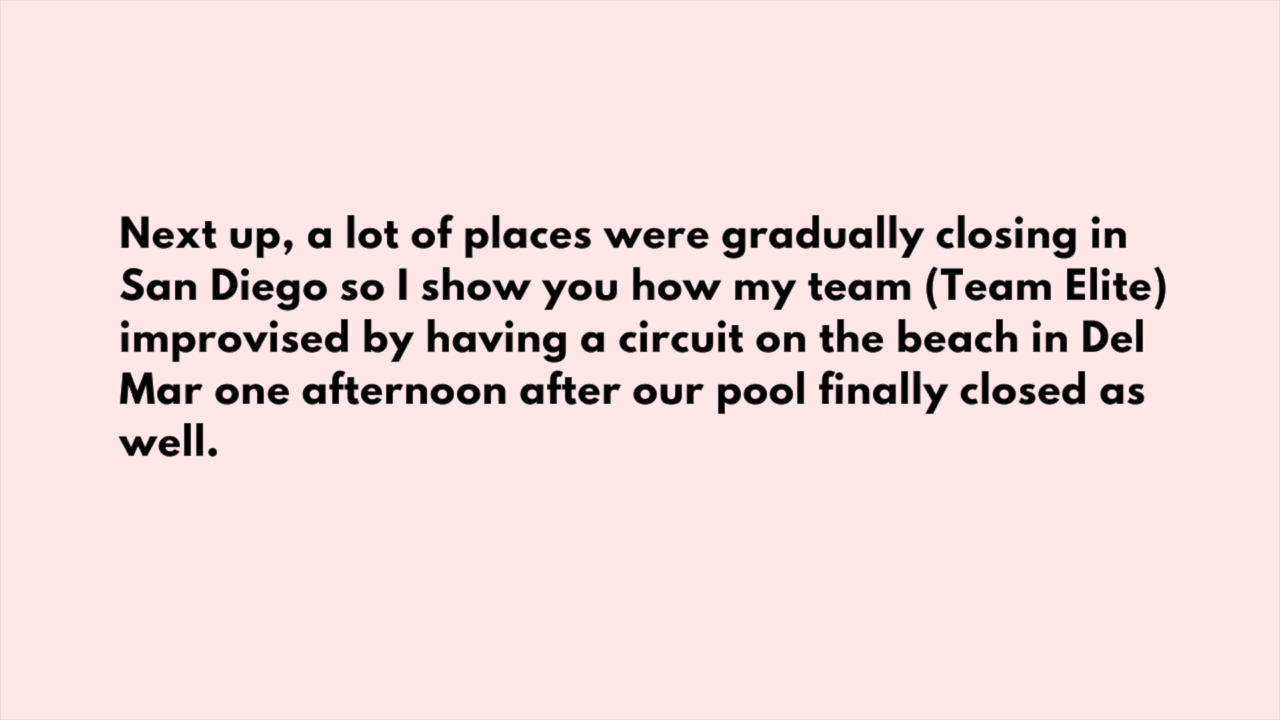 Next up, a lot of places were gradually closing in
San Diego so I show you how my team (Team Elite)
improvised by having a circuit on the beach in Del
Mar one afternoon after our pool finally closed as
well.